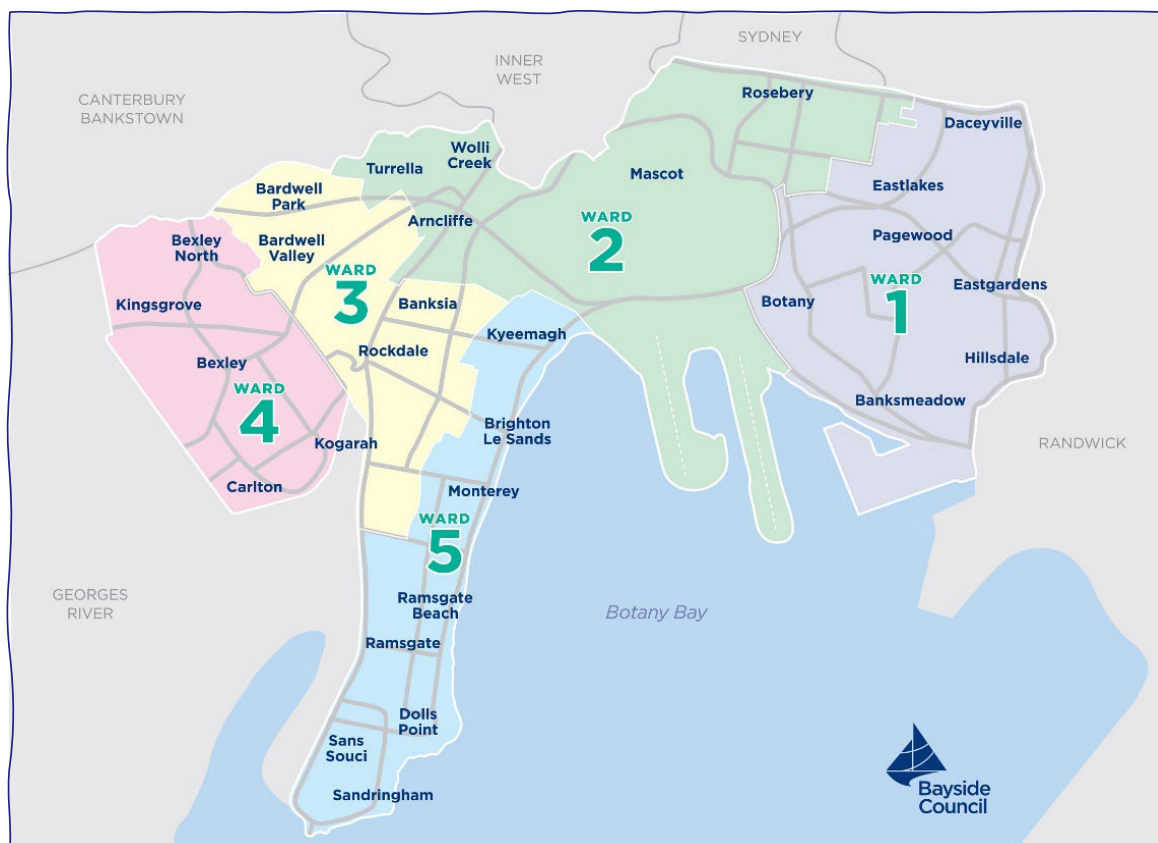 SYDNEY
INNER
WEST
CANTERBURY
BANKSTOWN
Rosebery
Daceyville
Wolli
Creek
Turrella
Mascot
Bardwell
Park
Eastlakes
Arncliffe
WARD
2
Pagewood
Bexley
North
Bardwell
Valley
WARD
3
WARD
1
Eastgardens
Kingsgrove
Banksia
Botany
Kyeemagh
Rockdale
Hillsdale
Bexley
WARD
4
Banksmeadow
Brighton
Le Sands
Kogarah
RANDWICK
Carlton
Monterey
WARD
5
GEORGES
RIVER
Ramsgate
Beach
Botany Bay
Ramsgate
Dolls
Point
Sans
Souci
Sandringham
Bayside
Council